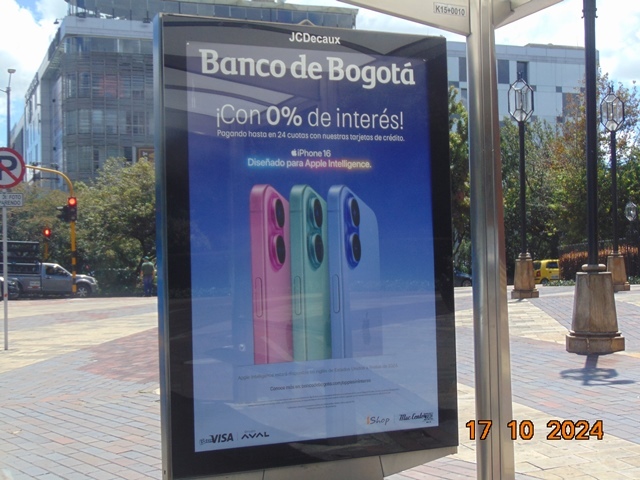 K15+0010
JCDecaux
Banco de Bogotá
¡Con 0% de interés!
Pagando hasta en 24 cuotas con nuestras tarjetas de crédito.
iPhone 16
Diseñado para Apple Intelligence.
VISA
AVAL
iShop
Mac Center
17 10 2024